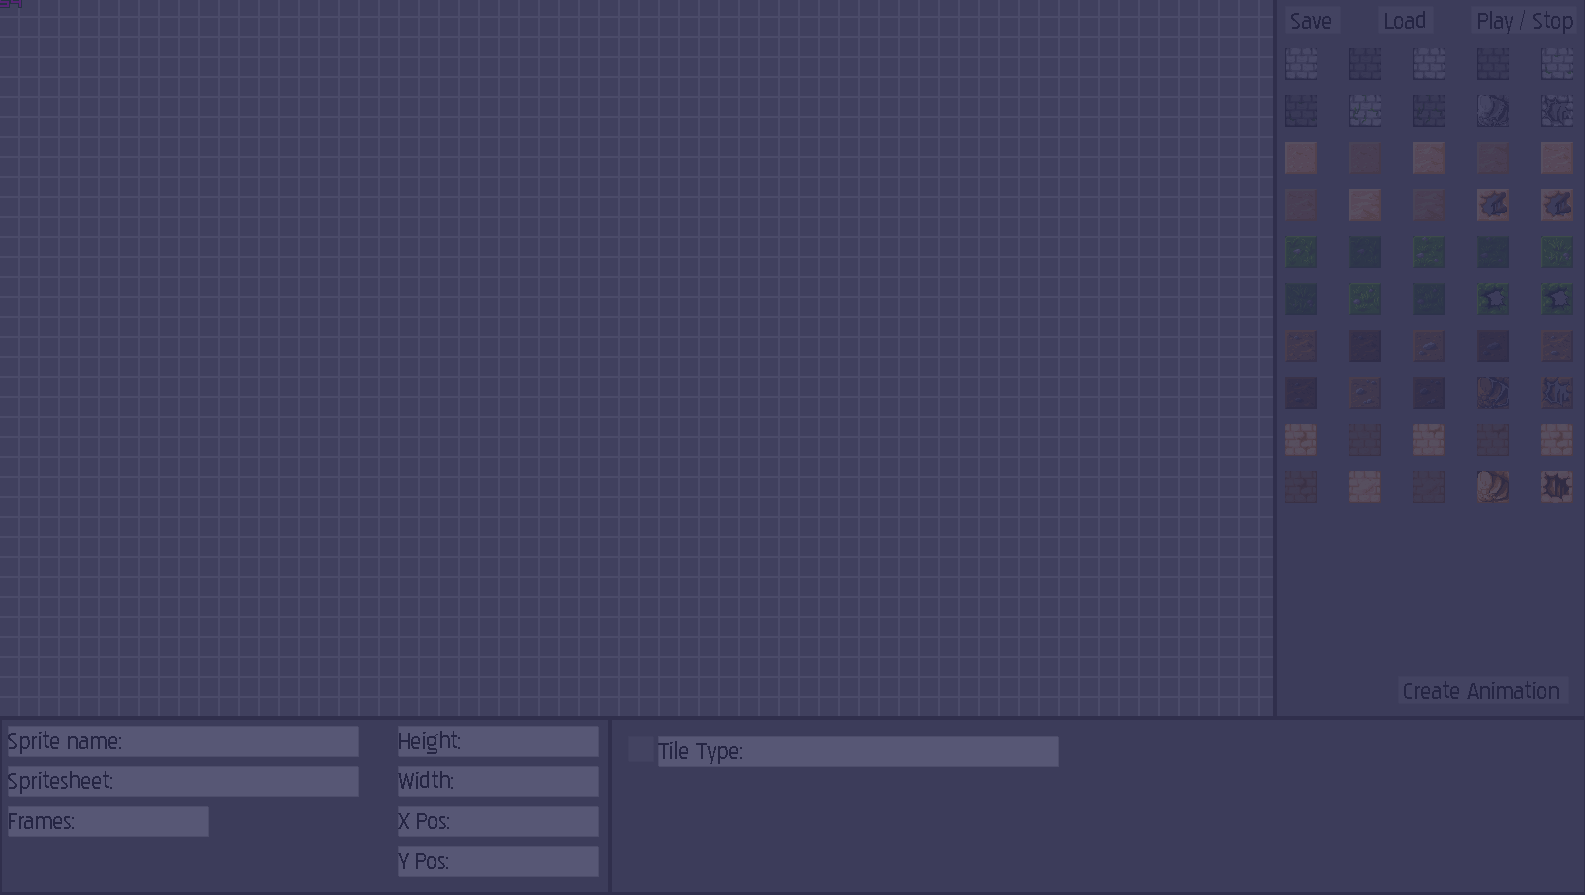 Save Load Play / Stop
Create Animation
Sprite name:
Spritesheet:
Frames:
Height:
Width:
X Pos:
Y Pos:
Tile Type: